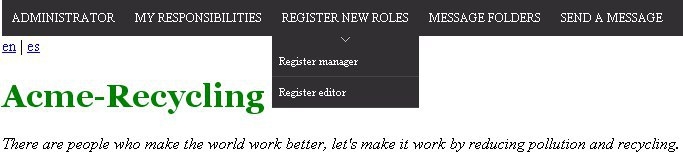 ADMINISTRATOR MY RESPONSIBILITIES REGISTER NEW ROLES MESSAGE FOLDERS SEND A MESSAGE
en | es
Register manager
Register editor
Acme-Recycling
There are people who make the world work better, let's make it work by reducing pollution and recycling.